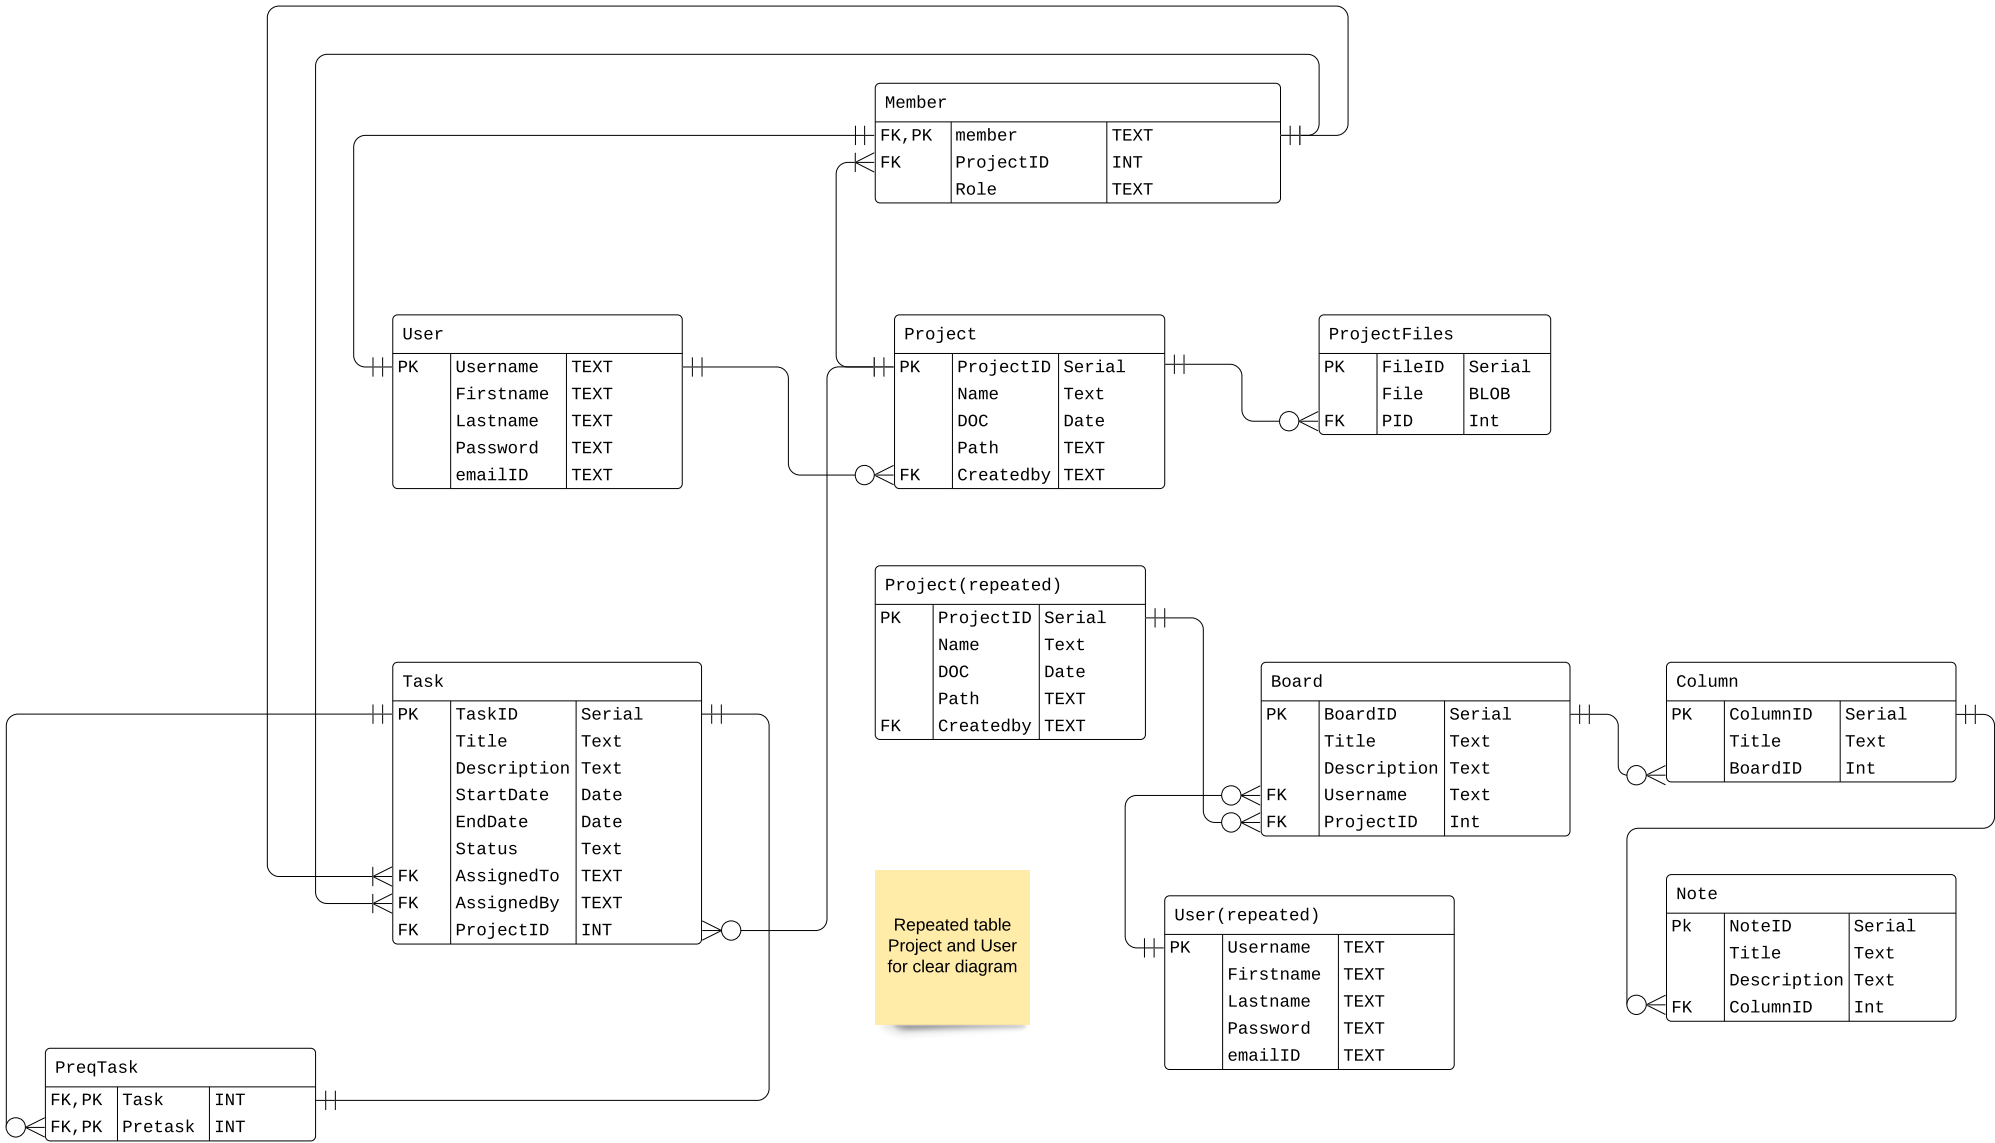 Member
FK,PK member TEXT
FK ProjectID INT
Role TEXT
User
PK Username TEXT
Firstname TEXT
Lastname TEXT
Password TEXT
emailID TEXT
Project
PK ProjectID Serial
Name Text
DOC Date
Path TEXT
FK Createdby TEXT
ProjectFiles
PK FileID Serial
File BLOB
FK PID Int
Project(repeated)
PK ProjectID Serial
Name Text
DOC Date
Path TEXT
FK Createdby TEXT
Task
PK TaskID Serial
Title Text
Description Text
StartDate Date
EndDate Date
Status Text
FK AssignedTo TEXT
FK AssignedBy TEXT
FK ProjectID INT
Board
PK BoardID Serial
Title Text
Description Text
FK Username Text
FK ProjectID Int
Column
PK ColumnID Serial
Title Text
BoardID Int
Repeated table
Project and User
for clear diagram
User(repeated)
PK Username TEXT
Firstname TEXT
Lastname TEXT
Password TEXT
emailID TEXT
Note
Pk NoteID Serial
Title Text
Description Text
FK ColumnID Int
PreqTask
FK,PK Task INT
FK,PK Pretask INT